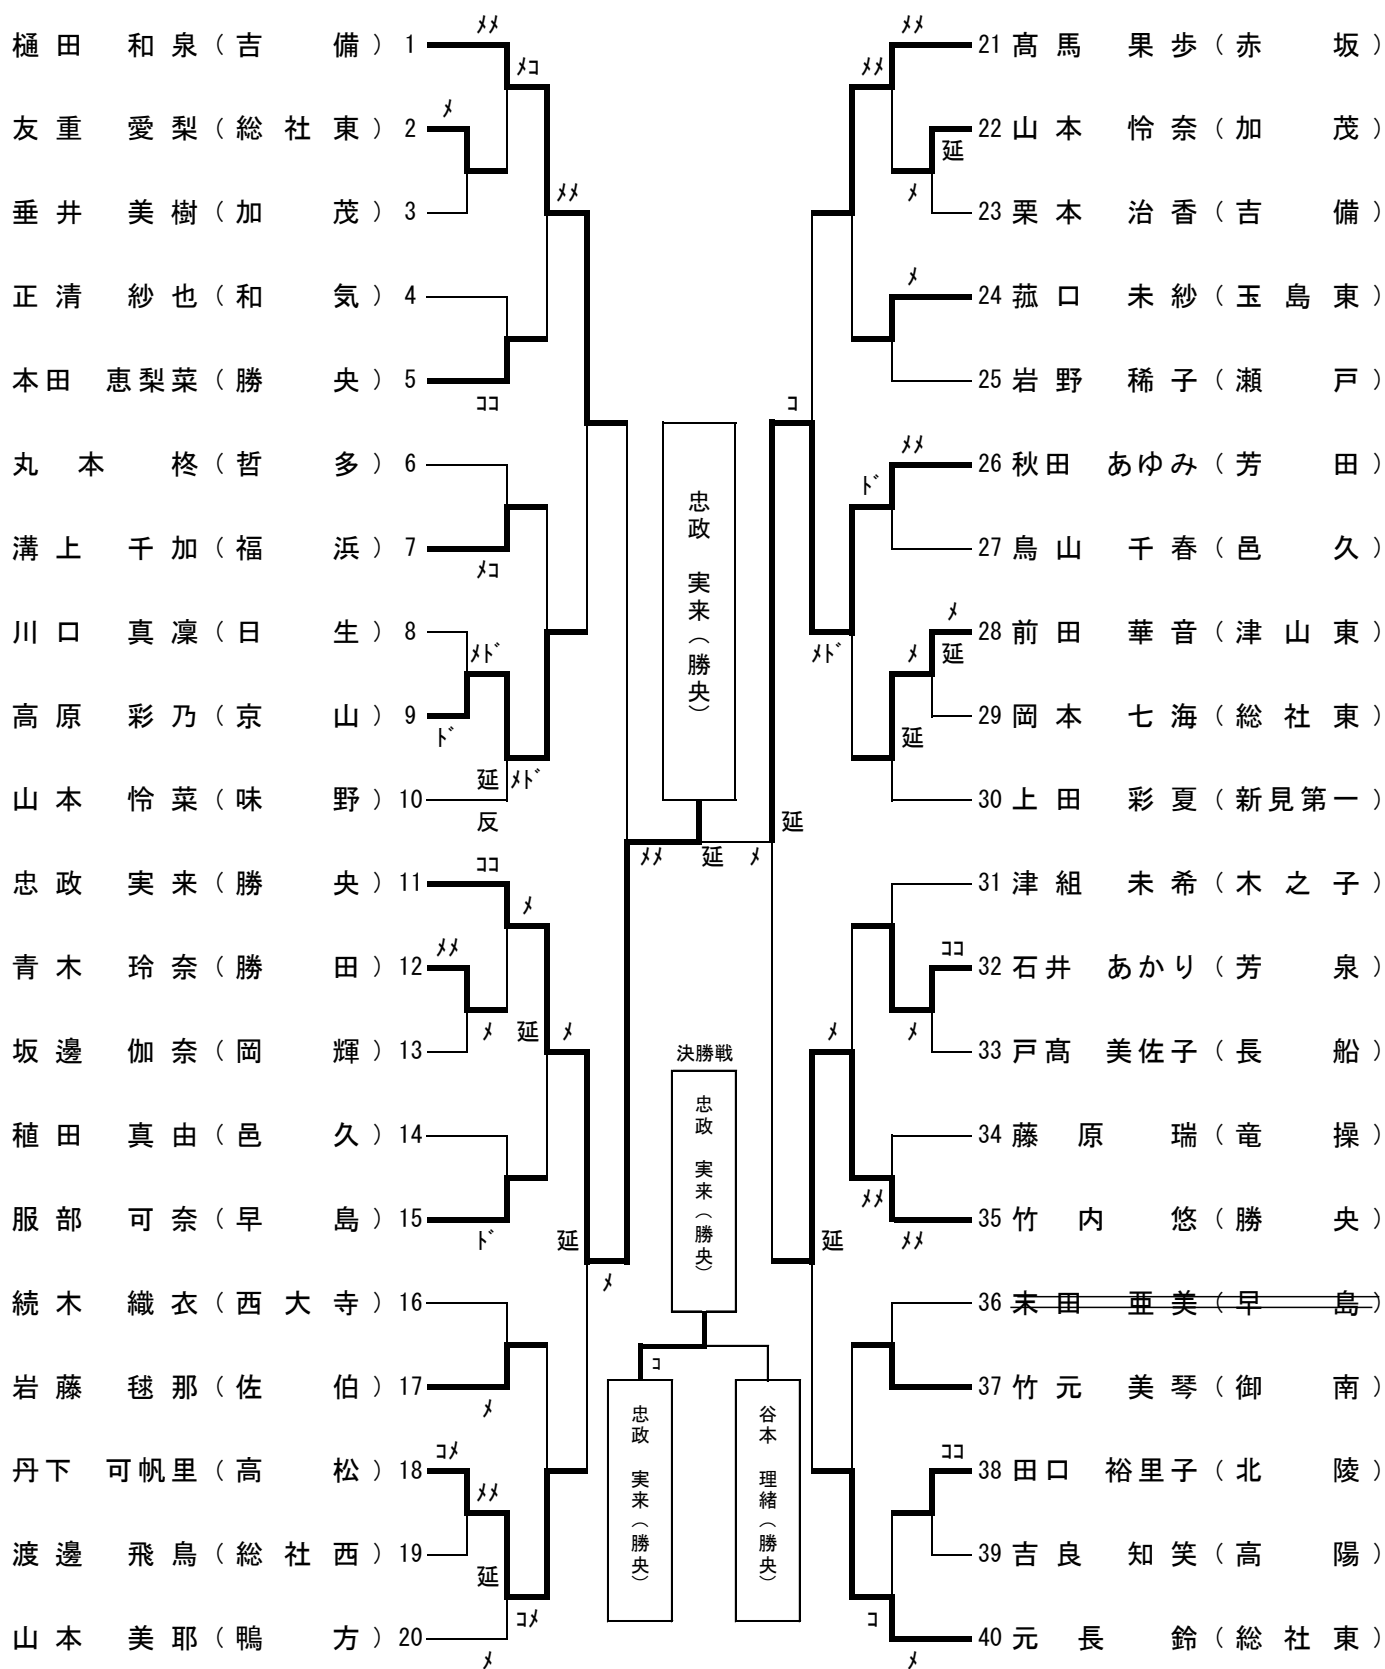 樋田 和泉（吉備）1
友重 愛梨（総社東）2
垂井 美樹（加茂）3
正清 紗也（和気）4
本田 恵梨菜（勝央）5
丸本 柊（哲多）6
溝上 千加（福浜）7
川口 真凜（日生）8
高原 彩乃（京山）9
山本 怜菜（味野）10
忠政 実来（勝央）11
青木 玲奈（勝田）12
坂邊 伽奈（岡輝）13
稙田 真由（邑久）14
服部 可奈（早島）15
続木 織衣（西大寺）16
岩藤 毬那（佐伯）17
丹下 可帆里（高松）18
渡邊 飛鳥（総社西）19
山本 美耶（鴨方）20
ﾒﾒ
ﾒｺ
ﾒ
ﾒﾒ
ｺｺ
ﾒｺ
ﾒﾄﾞ
ﾄﾞ
延
ﾒﾄﾞ
反
ｺｺ
ﾒ
ﾒﾒ
ﾒ
延
ﾒ
ﾄﾞ
延
ﾒ
ﾒ
ｺﾒ
ﾒﾒ
延
ｺﾒ
ﾒ
忠政 実来（勝央）
ﾒﾒ
延
ﾒ
決勝戦
忠政 実来（勝央）
ｺ
忠政 実来（勝央）
谷本 理緒（勝央）
ﾒﾒ
ﾒﾒ
延
ﾒ
ﾒ
ｺ
ﾒﾒ
ﾄﾞ
ﾒ
延
ﾒ
ﾒﾄﾞ
延
延
ｺｺ
ﾒ
ﾒ
ﾒﾒ
ﾒﾒ
延
ｺｺ
ｺ
ﾒ
21 髙馬 果歩（赤坂）
22 山本 怜奈（加茂）
23 栗本 治香（吉備）
24 菰口 未紗（玉島東）
25 岩野 稀子（瀬戸）
26 秋田 あゆみ（芳田）
27 鳥山 千春（邑久）
28 前田 華音（津山東）
29 岡本 七海（総社東）
30 上田 彩夏（新見第一）
31 津組 未希（木之子）
32 石井 あかり（芳泉）
33 戸髙 美佐子（長船）
34 藤原 瑞（竜操）
35 竹内 悠（勝央）
36 末田 亜美（早島）
37 竹元 美琴（御南）
38 田口 裕里子（北陵）
39 吉良 知笑（高陽）
40 元長 鈴（総社東）